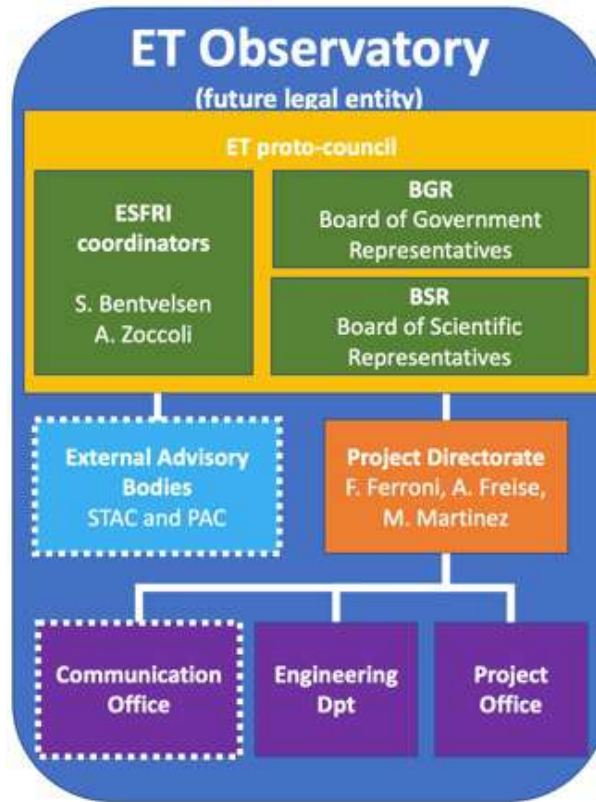 ET Observatory
(future legal entity)
ET proto-council
ESFRI
coordinators
S. Bentvelsen
A. Zoccoli
BGR
Board of Government
Representatives
BSR
Board of Scientific
Representatives
External Advisory
Bodies
STAC and PAC
Project Directorate
F. Ferroni, A. Freise,
M. Martinez
Communication
Office
Engineering
Dpt
Project
Office